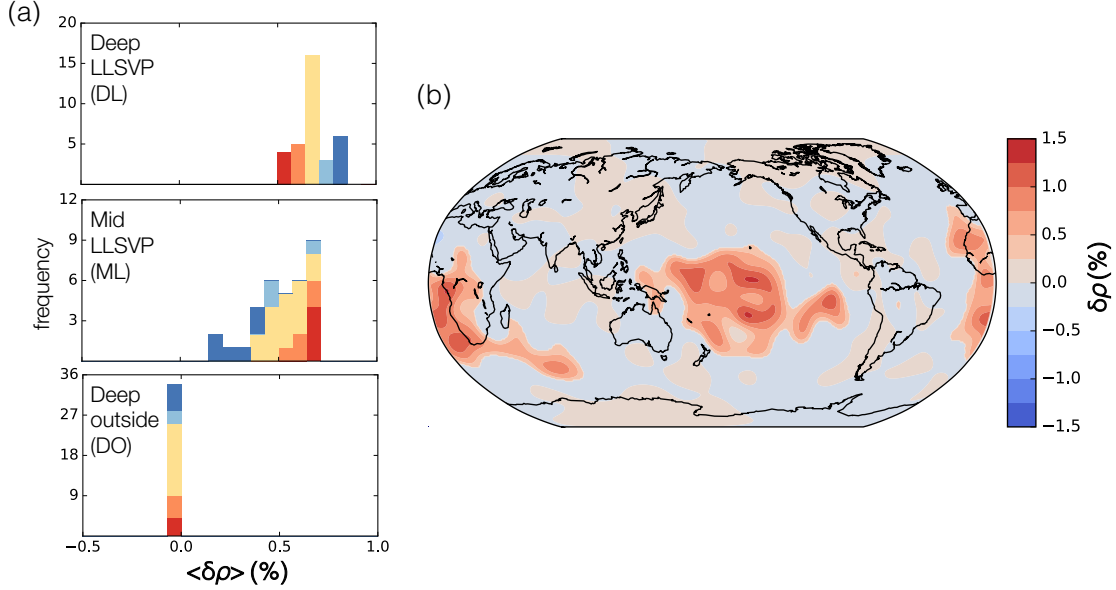 (a)
20
15
10
5
Deep
LLSVP
(DL)
12
9
6
3
Mid
LLSVP
(ML)
frequency
36
27
18
9
Deep
outside
(DO)
−0.5 0.0 0.5 1.0
<δρ> (%)
(b)
1.5
1.0
0.5
0.0
−0.5
−1.0
−1.5
δρ (%)